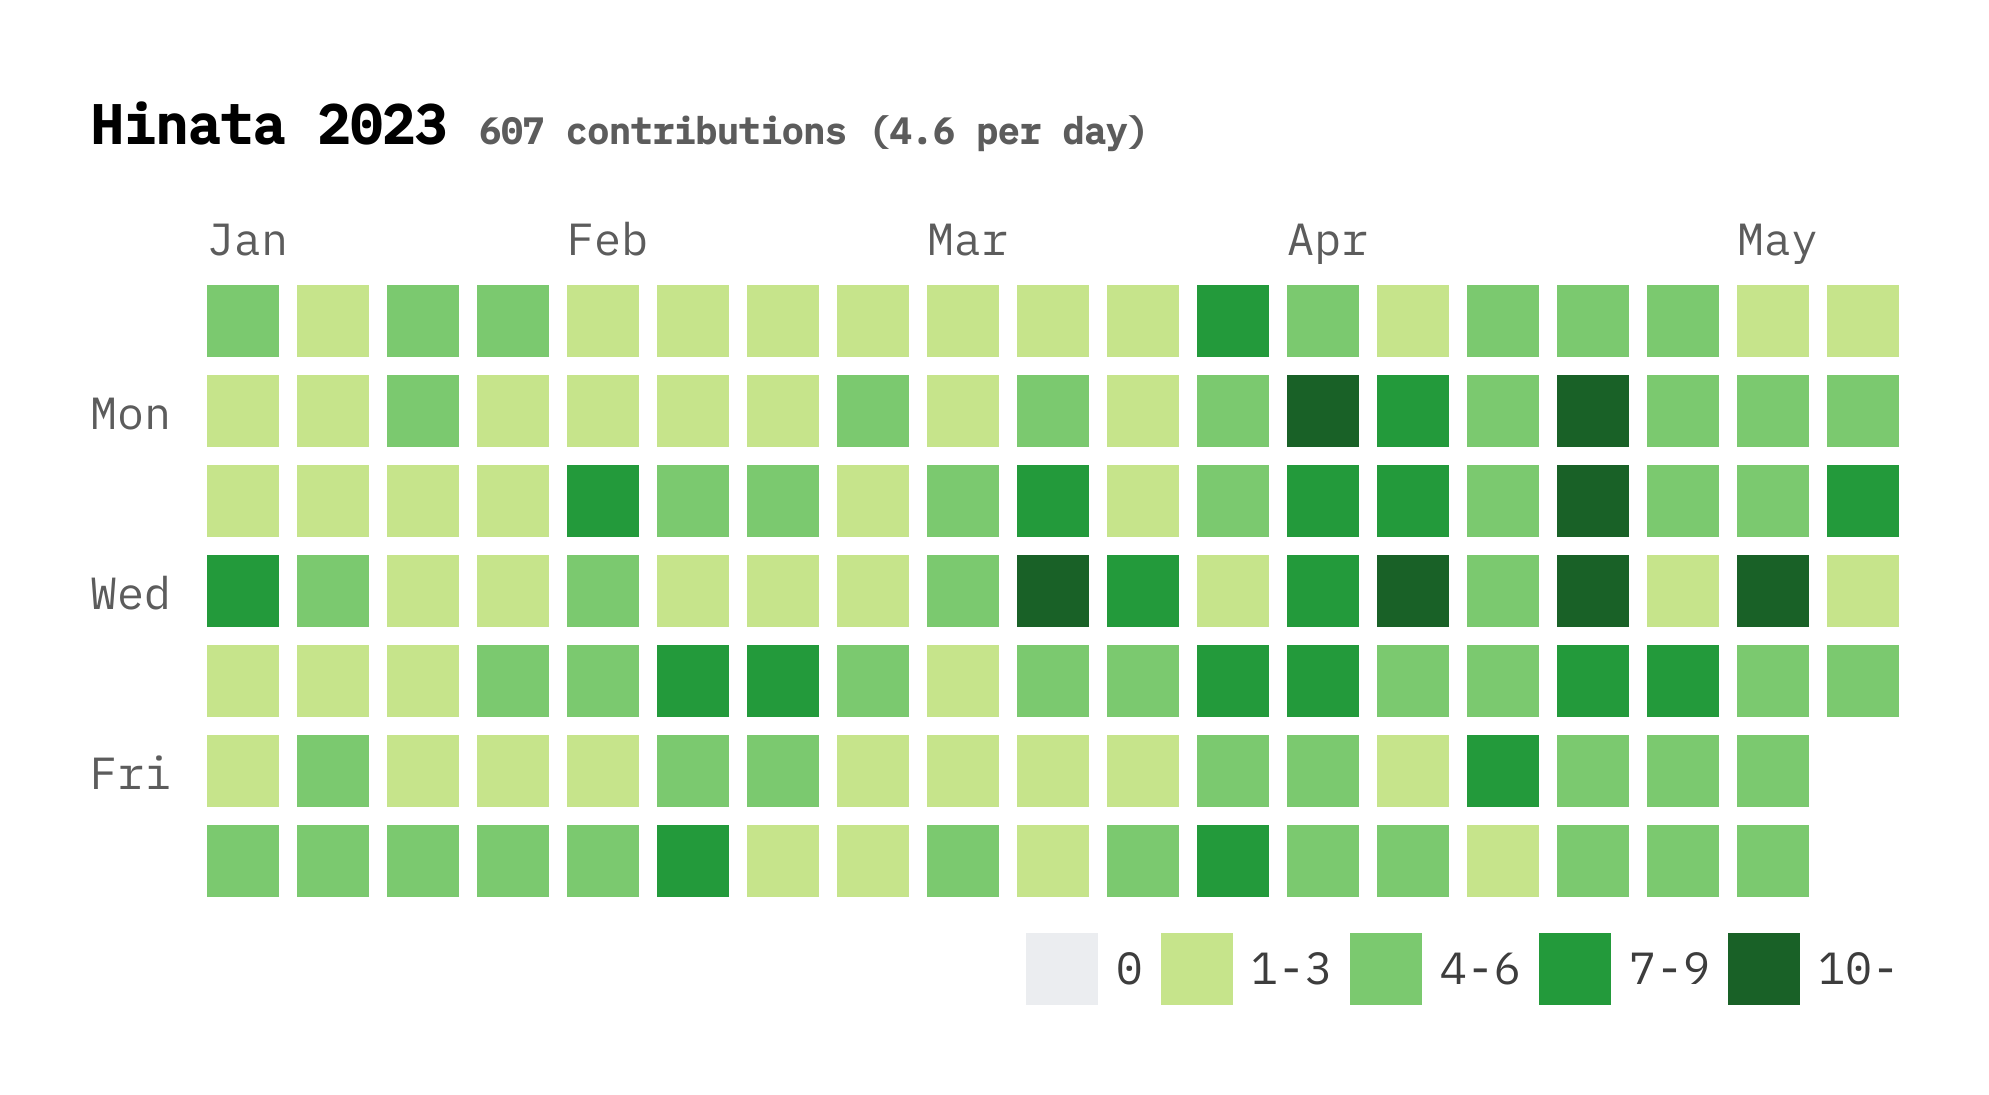 Hinata 2023 607 contributions (4.6 per day)
Jan Feb Mar Apr May
Mon
Wed
Fri
0 1-3 4-6 7-9 10-